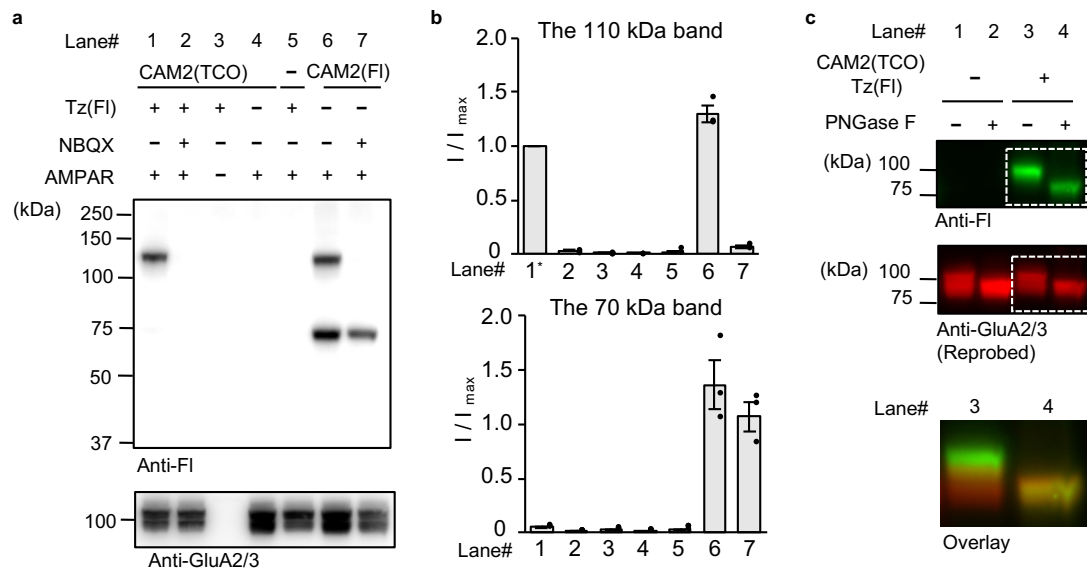 a
Lane# 1 2 3 4 5 6 7
CAM2(TCO) – CAM2(Fl)
Tz(Fl) + + + – + – –
NBQX – + – – – – +
AMPAR + + – + + + +
(kDa)
250
150
100
75
50
37
Anti-Fl
100
Anti-GluA2/3
b
The 110 kDa band
I / I max
2.0
1.5
1.0
0.5
0
Lane# 1* 2 3 4 5 6 7
The 70 kDa band
I / I max
2.0
1.5
1.0
0.5
0
Lane# 1 2 3 4 5 6 7
c
Lane# 1 2 3 4
CAM2(TCO)
Tz(Fl) – +
PNGase F – + – +
(kDa) 100
75
Anti-Fl
(kDa) 100
75
Anti-GluA2/3
(Reprobed)
Lane# 3 4
Overlay